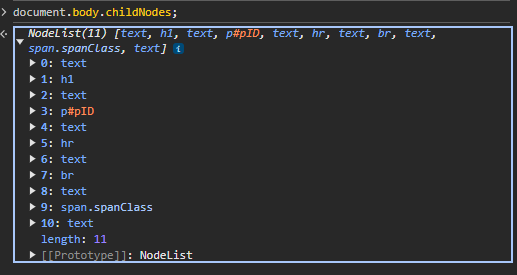 > document.body.childNodes;
NodeList(11) [text, h1, text, p#pID, text, hr, text, br, text,
span.spanClass, text] i
0: text
1: h1
2: text
3: p#pID
4: text
5: hr
6: text
7: br
8: text
9: span.spanClass
10: text
length: 11
[[Prototype]]: NodeList